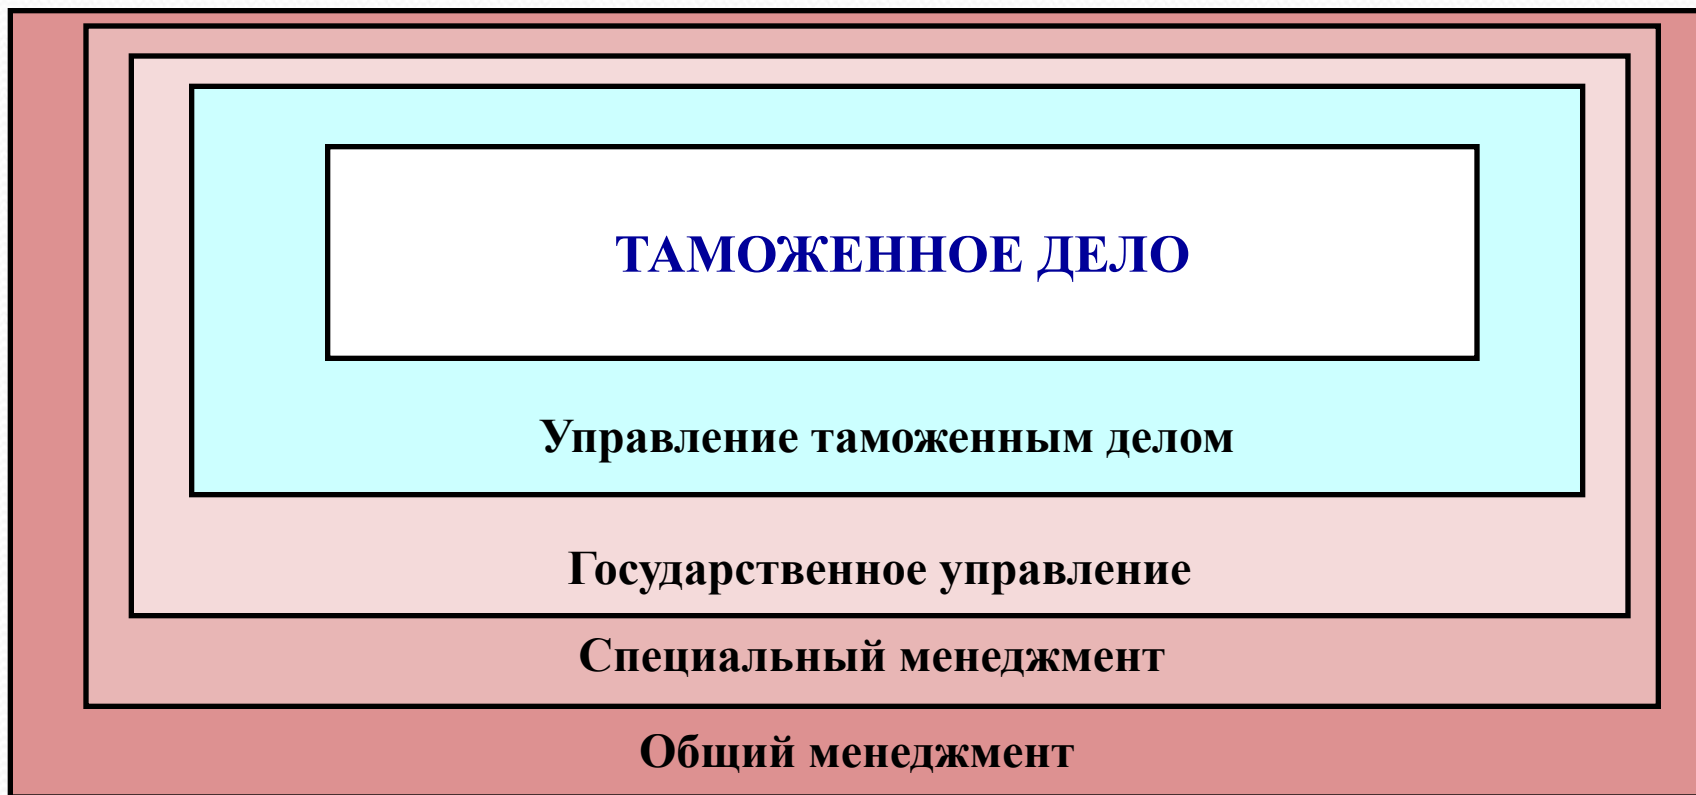 ТАМОЖЕННОЕ ДЕЛО
Управление таможенным делом
Государственное управление
Специальный менеджмент
Общий менеджмент